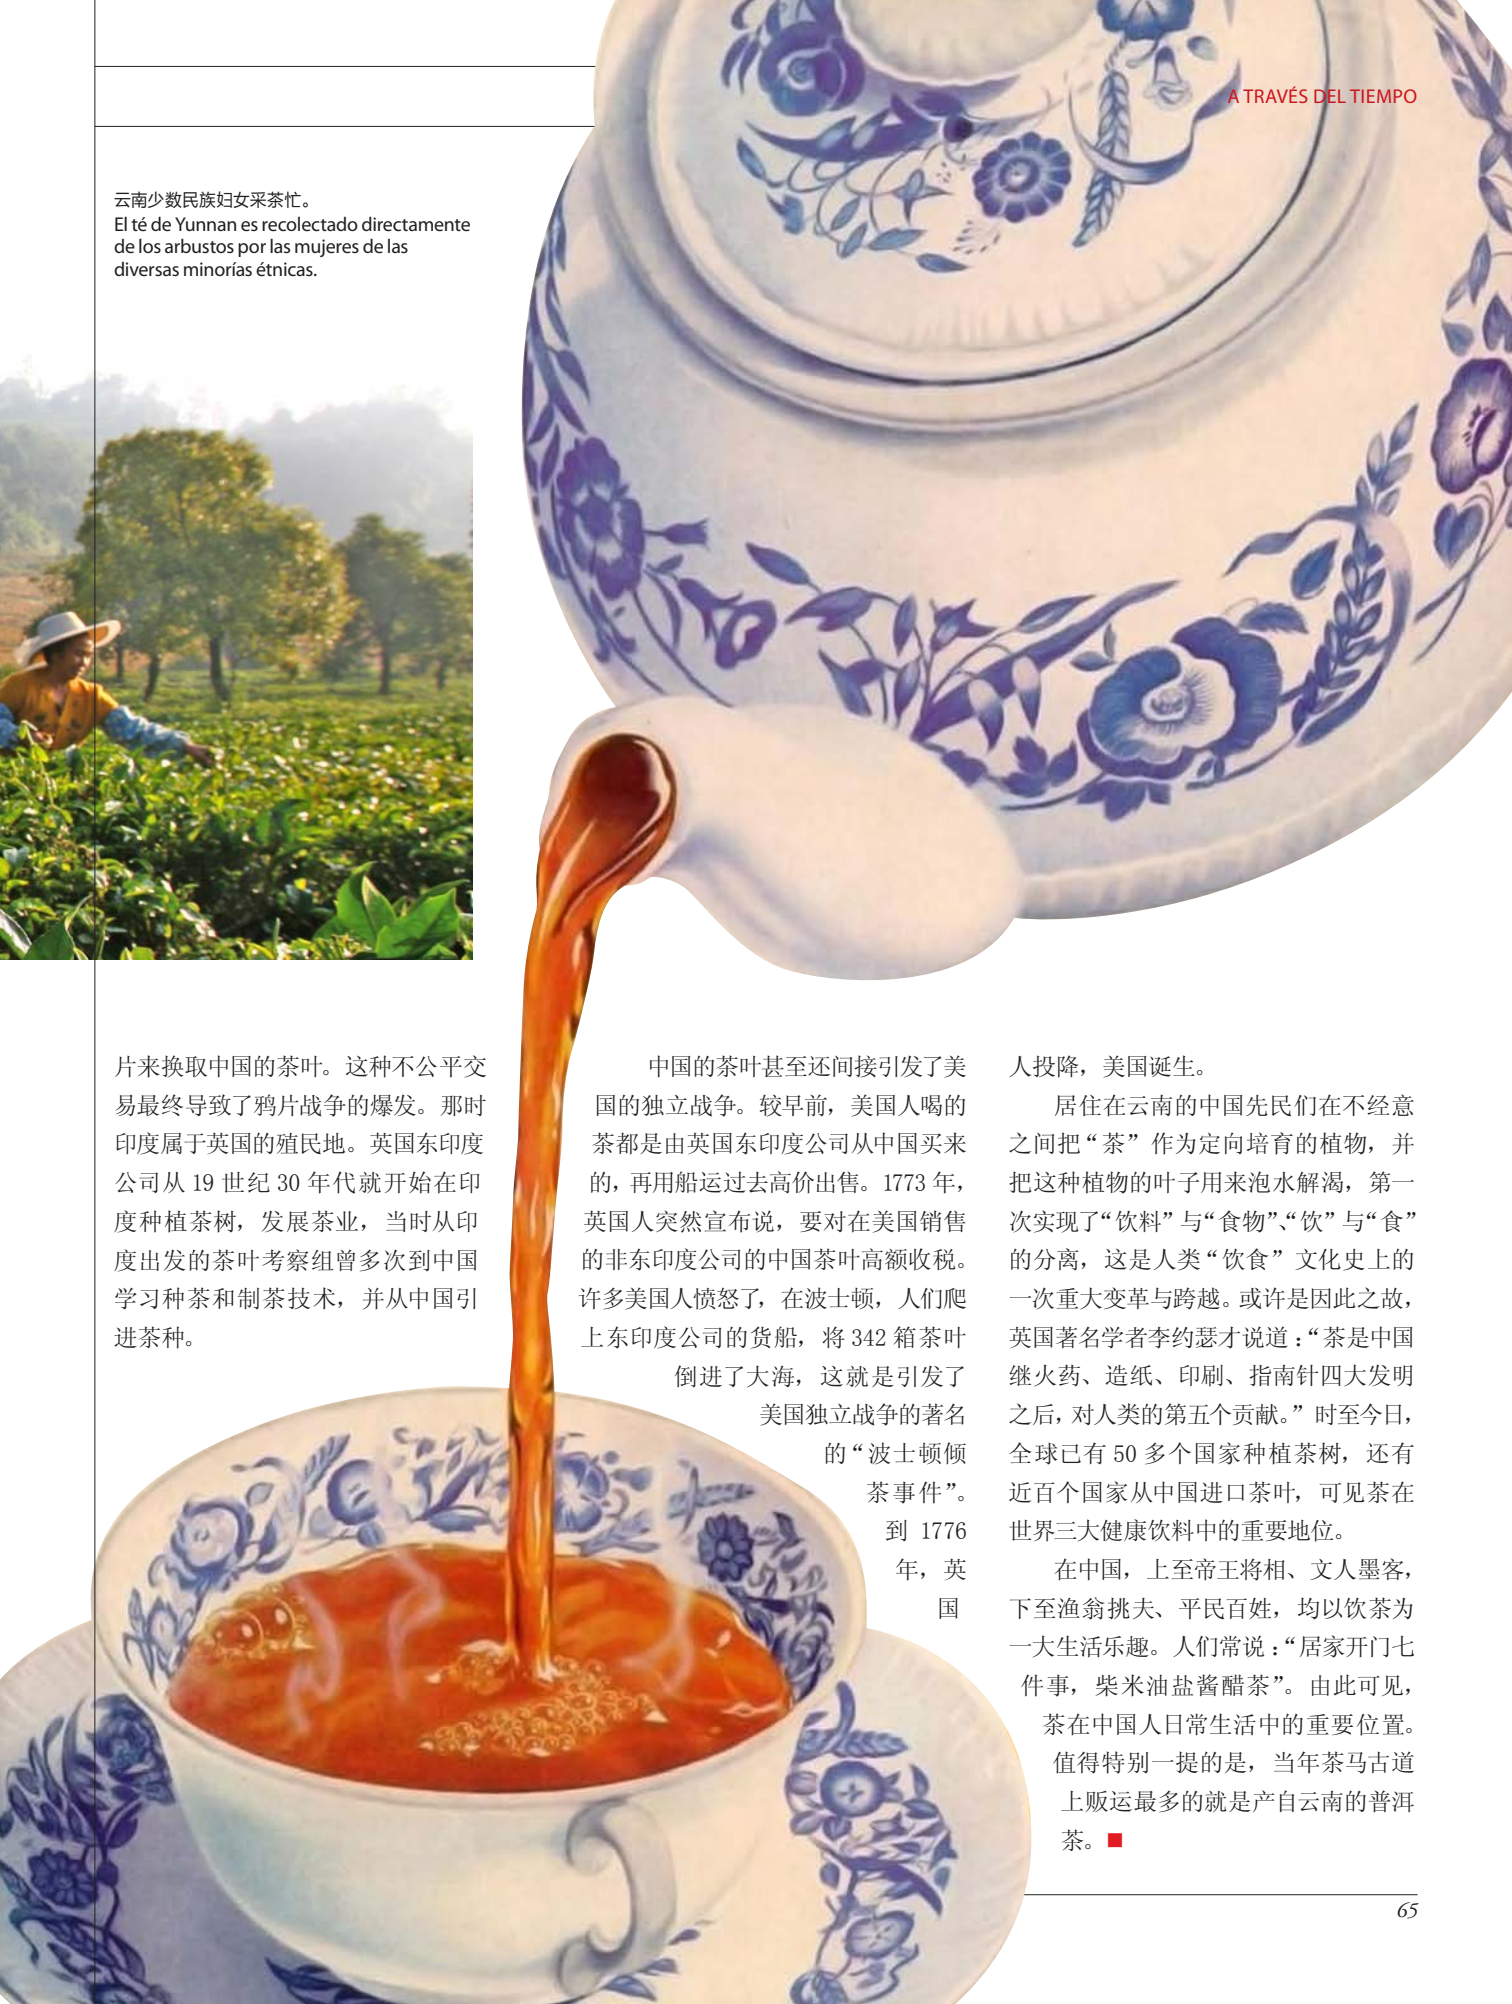 A TRAVÉS DEL TIEMPO
云南少数民族妇女采茶忙。
El té de Yunnan es recolectado directamente
de los arbustos por las mujeres de las
diversas minorías étnicas.
片来换取中国的茶叶。这种不公平交
易最终导致了鸦片战争的爆发。那时
印度属于英国的殖民地。英国东印度
公司从 19 世纪 30 年代就开始在印
度种植茶树，发展茶业，当时从印
度出发的茶叶考察组曾多次到中国
学习种茶和制茶技术，并从中国引
进茶种。
中国的茶叶甚至还间接引发了美
国的独立战争。较早前，美国人喝的
茶都是由英国东印度公司从中国买来
的，再用船运过去高价出售。1773 年，
英国人突然宣布说，要对在美国销售
的非东印度公司的中国茶叶高额收税。
许多美国人愤怒了，在波士顿，人们爬
上东印度公司的货船，将 342 箱茶叶
倒进了大海，这就是引发了
美国独立战争的著名
的“波士顿倾
茶事件”。
到 1776
年，英
国
人投降，美国诞生。
居住在云南的中国先民们在不经意
之间把“茶”作为定向培育的植物，并
把这种植物的叶子用来泡水解渴，第一
次实现了“饮料”与“食物”、“饮”与“食”
的分离，这是人类“饮食”文化史上的
一次重大变革与跨越。或许是因此之故，
英国著名学者李约瑟才说道：“茶是中国
继火药、造纸、印刷、指南针四大发明
之后，对人类的第五个贡献。”时至今日，
全球已有 50 多个国家种植茶树，还有
近百个国家从中国进口茶叶，可见茶在
世界三大健康饮料中的重要地位。
在中国，上至帝王将相、文人墨客，
下至渔翁挑夫、平民百姓，均以饮茶为
一大生活乐趣。人们常说：“居家开门七
件事，柴米油盐酱醋茶”。由此可见，
茶在中国人日常生活中的重要位置。
值得特别一提的是，当年茶马古道
上贩运最多的就是产自云南的普洱
茶。■
65